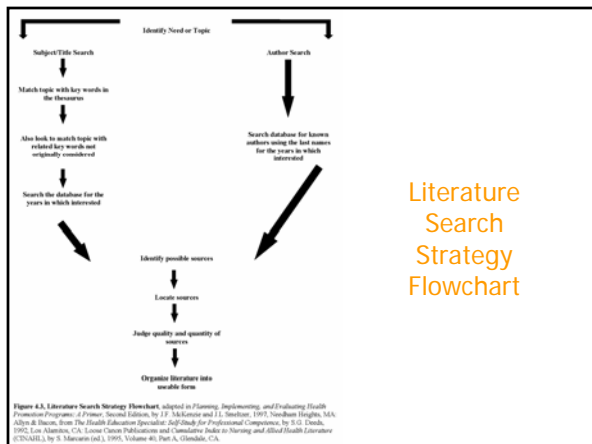 Identify Need or Topic
Subject/Title Search
Author Search
Match topic with key words in
the thesaurus
Also look to match topic with
related key words not
originally considered
Search database for known
authors using the last names
for the years in which
interested
Search the database for the
years in which interested
Identify possible sources
Locate sources
Judge quality and quantity of
sources
Organize literature into
useable form
Literature
Search
Strategy
Flowchart
Figure 4.3, Literature Search Strategy Flowchart, adapted in Planning, Implementing, and Evaluating Health
Promotion Programs: A Primer, Second Edition, by J.F. McKenzie and J.L. Smeltzer, 1997, Needham Heights, MA:
Allyn & Bacon, from The Health Education Specialist: Self-Study for Professional Competence, by S.G. Deeds,
1992, Los Alamitos, CA: Loose Canon Publications and Cumulative Index to Nursing and Allied Health Literature
(CINAHL), by S. Marcarin (ed.), 1995, Volume 40, Part A, Glendale, CA.